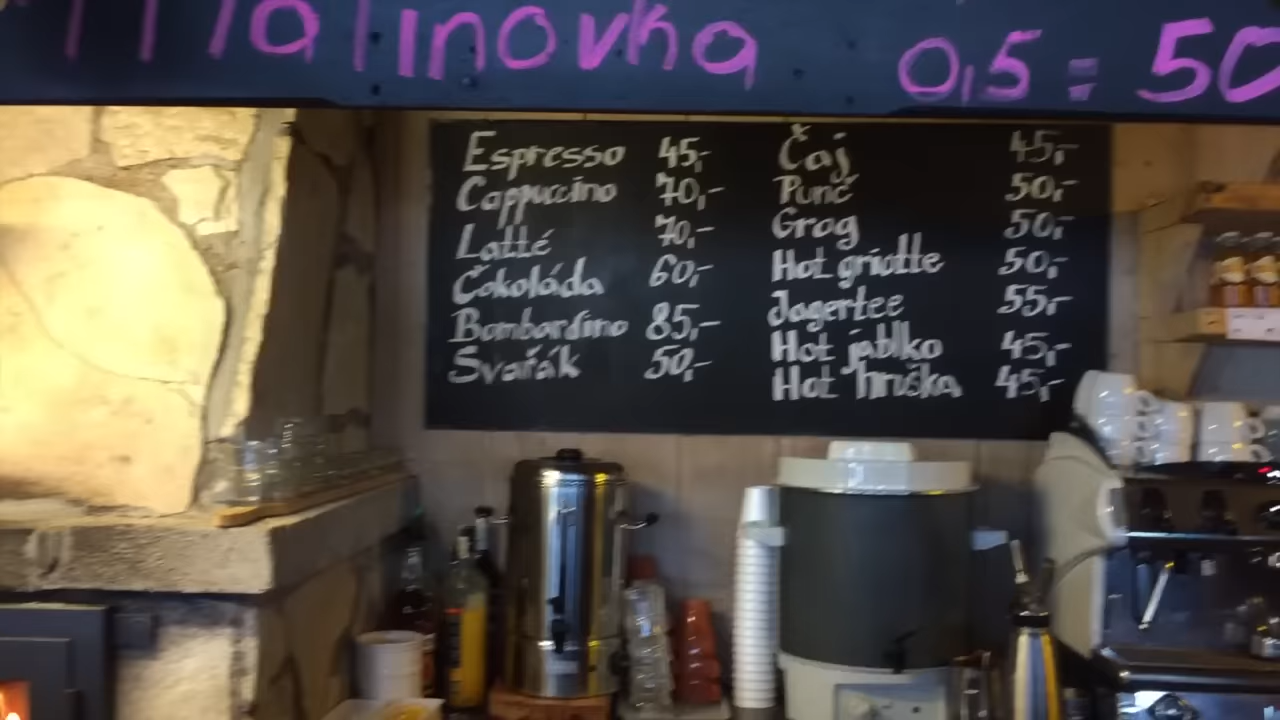 Malinovka 0,5 = 50
Espresso 45,-
Cappuccino 70,-
Latté 70,-
Čokoláda 60,-
Bombardino 85,-
Svařák 50,-
Čaj 45,-
Punč 50,-
Grog 50,-
Hot griotte 50,-
Jagertee 55,-
Hot jablko 45,-
Hot hruška 45,-